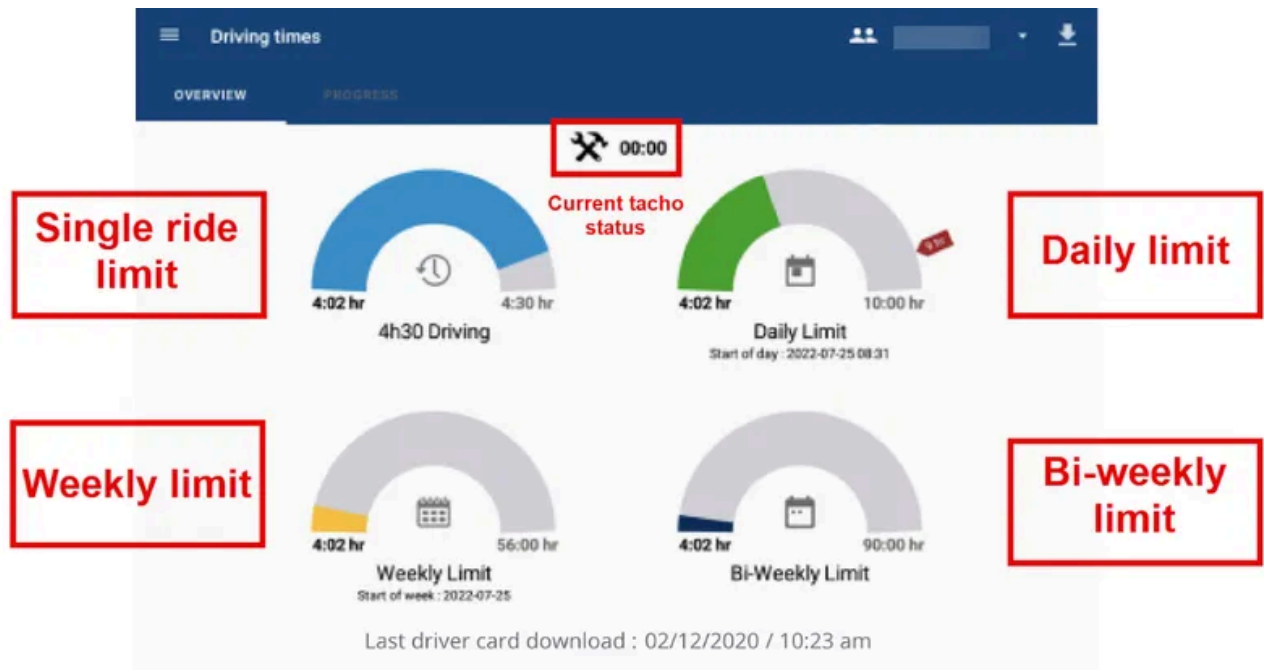 Driving times
OVERVIEW
PROGRESS
00:00
Current tacho
status
Single ride
limit
4:02 hr
4:30 hr
4h30 Driving
9 hr
4:02 hr
10:00 hr
Daily Limit
Start of day : 2022-07-25 08:31
Daily limit
Weekly limit
4:02 hr
56:00 hr
Weekly Limit
Start of week : 2022-07-25
4:02 hr
90:00 hr
Bi-Weekly Limit
Bi-weekly
limit
Last driver card download : 02/12/2020 / 10:23 am